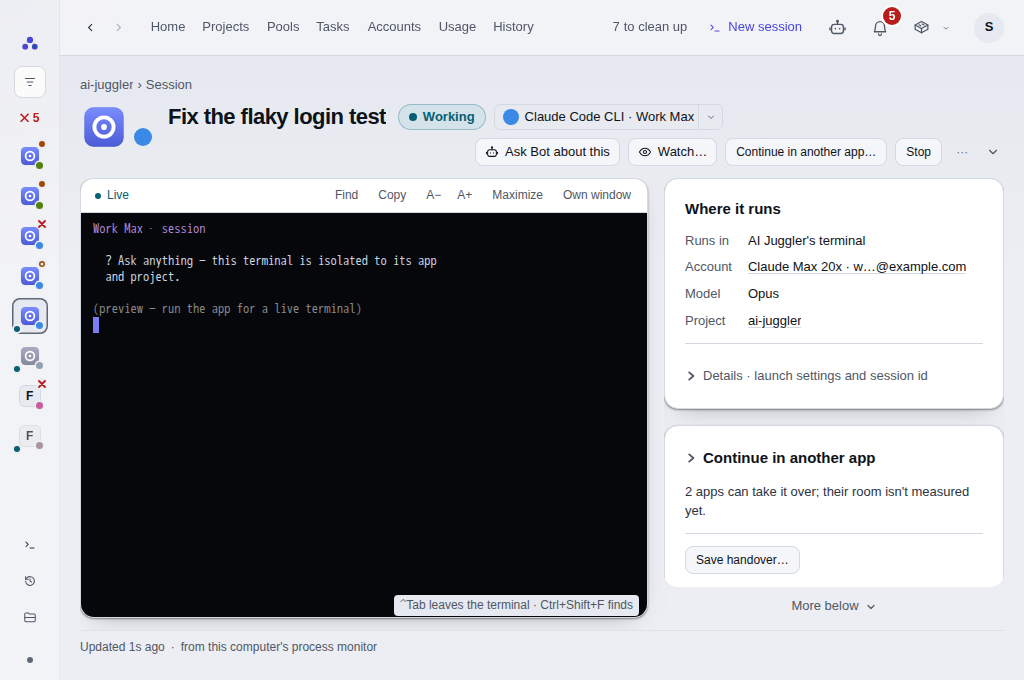 Home Projects Pools Tasks Accounts Usage History 7 to clean up New session 5 S
5
F
F
ai-juggler › Session
Fix the flaky login test Working Claude Code CLI · Work Max
Ask Bot about this Watch… Continue in another app… Stop ···
Live Find Copy A− A+ Maximize Own window
Work Max · session
? Ask anything — this terminal is isolated to its app
and project.
(preview — run the app for a live terminal)
^Tab leaves the terminal · Ctrl+Shift+F finds
Where it runs
Runs in AI Juggler's terminal
Account Claude Max 20x · w…@example.com
Model Opus
Project ai-juggler
Details · launch settings and session id
Continue in another app
2 apps can take it over; their room isn't measured
yet.
Save handover…
More below
Updated 1s ago · from this computer's process monitor